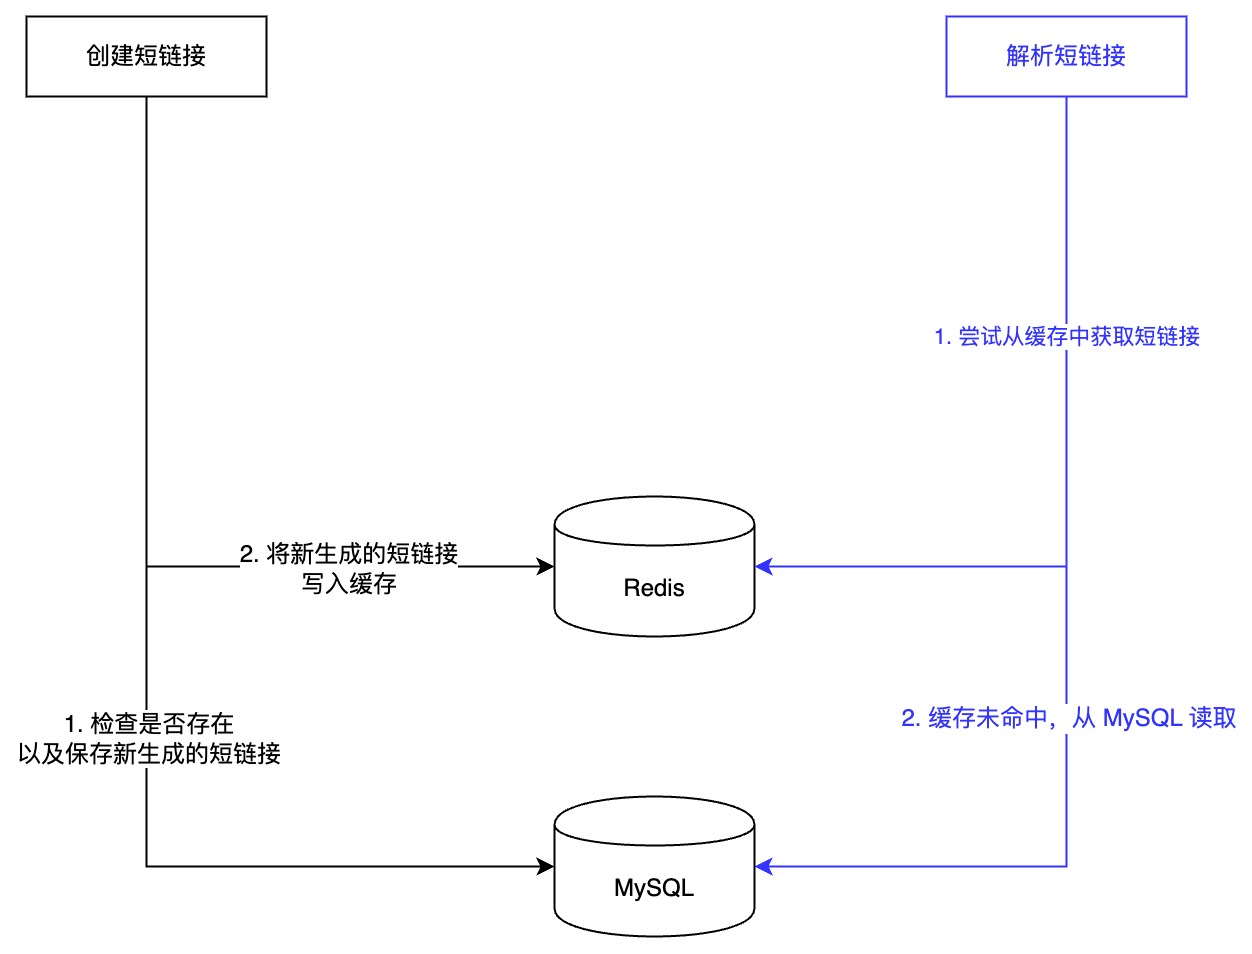 创建短链接
解析短链接
1. 尝试从缓存中获取短链接
2. 将新生成的短链接
写入缓存
Redis
1. 检查是否存在
以及保存新生成的短链接
2. 缓存未命中，从 MySQL 读取
MySQL